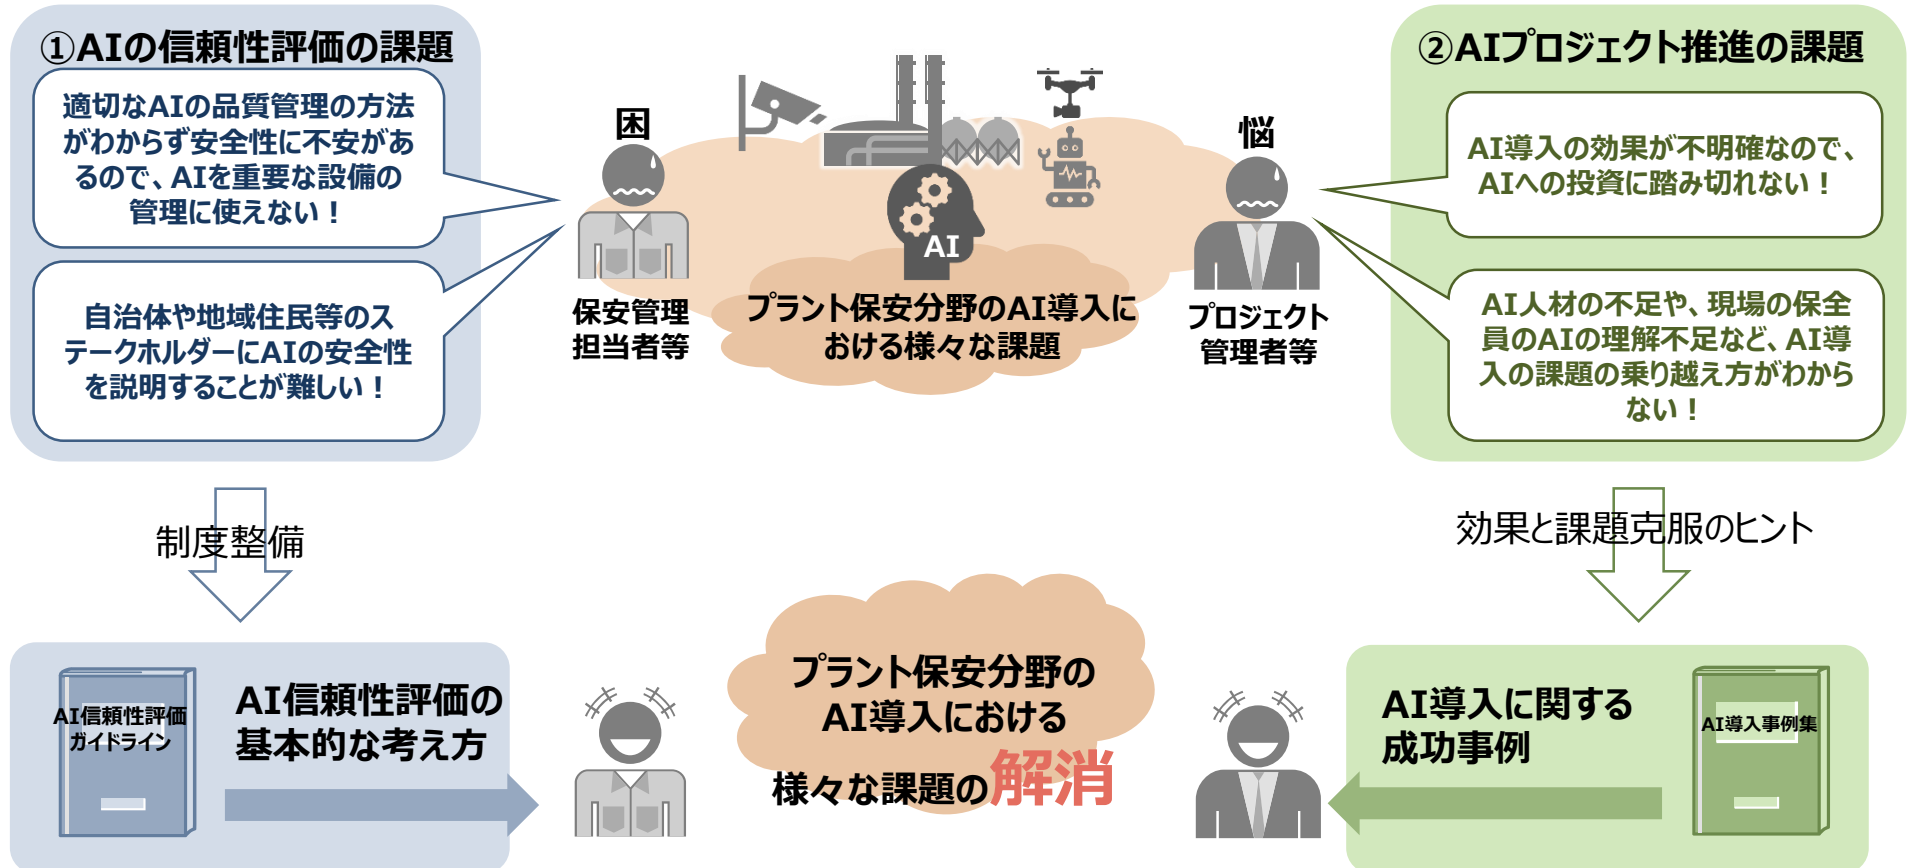 ①AIの信頼性評価の課題
適切なAIの品質管理の方法
がわからず安全性に不安があ
るので、AIを重要な設備の
管理に使えない！
自治体や地域住民等のス
テークホルダーにAIの安全性
を説明することが難しい！
困
保安管理
担当者等
AI
プラント保安分野のAI導入に
おける様々な課題
悩
プロジェクト
管理者等
②AIプロジェクト推進の課題
AI導入の効果が不明確なので、
AIへの投資に踏み切れない！
AI人材の不足や、現場の保全
員のAIの理解不足など、AI導
入の課題の乗り越え方がわから
ない！
制度整備
効果と課題克服のヒント
AI信頼性評価
ガイドライン
AI信頼性評価の
基本的な考え方
プラント保安分野の
AI導入における
様々な課題の解消
AI導入に関する
成功事例
AI導入事例集